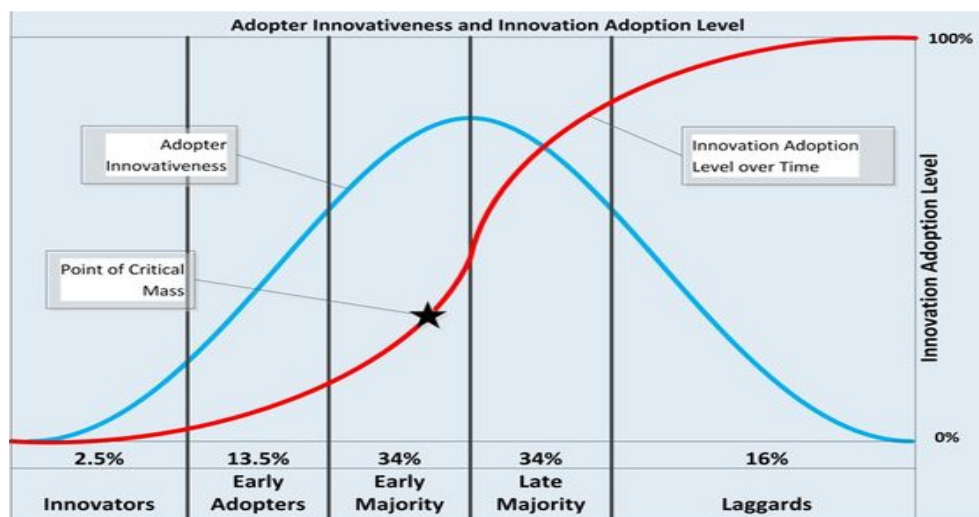 Adopter Innovativeness and Innovation Adoption Level
100%
Adopter
Innovativeness
Innovation Adoption
Level over Time
Point of Critical
Mass
Innovation Adoption Level
0%
2.5%
13.5%
34%
34%
16%
Innovators
Early
Adopters
Early
Majority
Late
Majority
Laggards